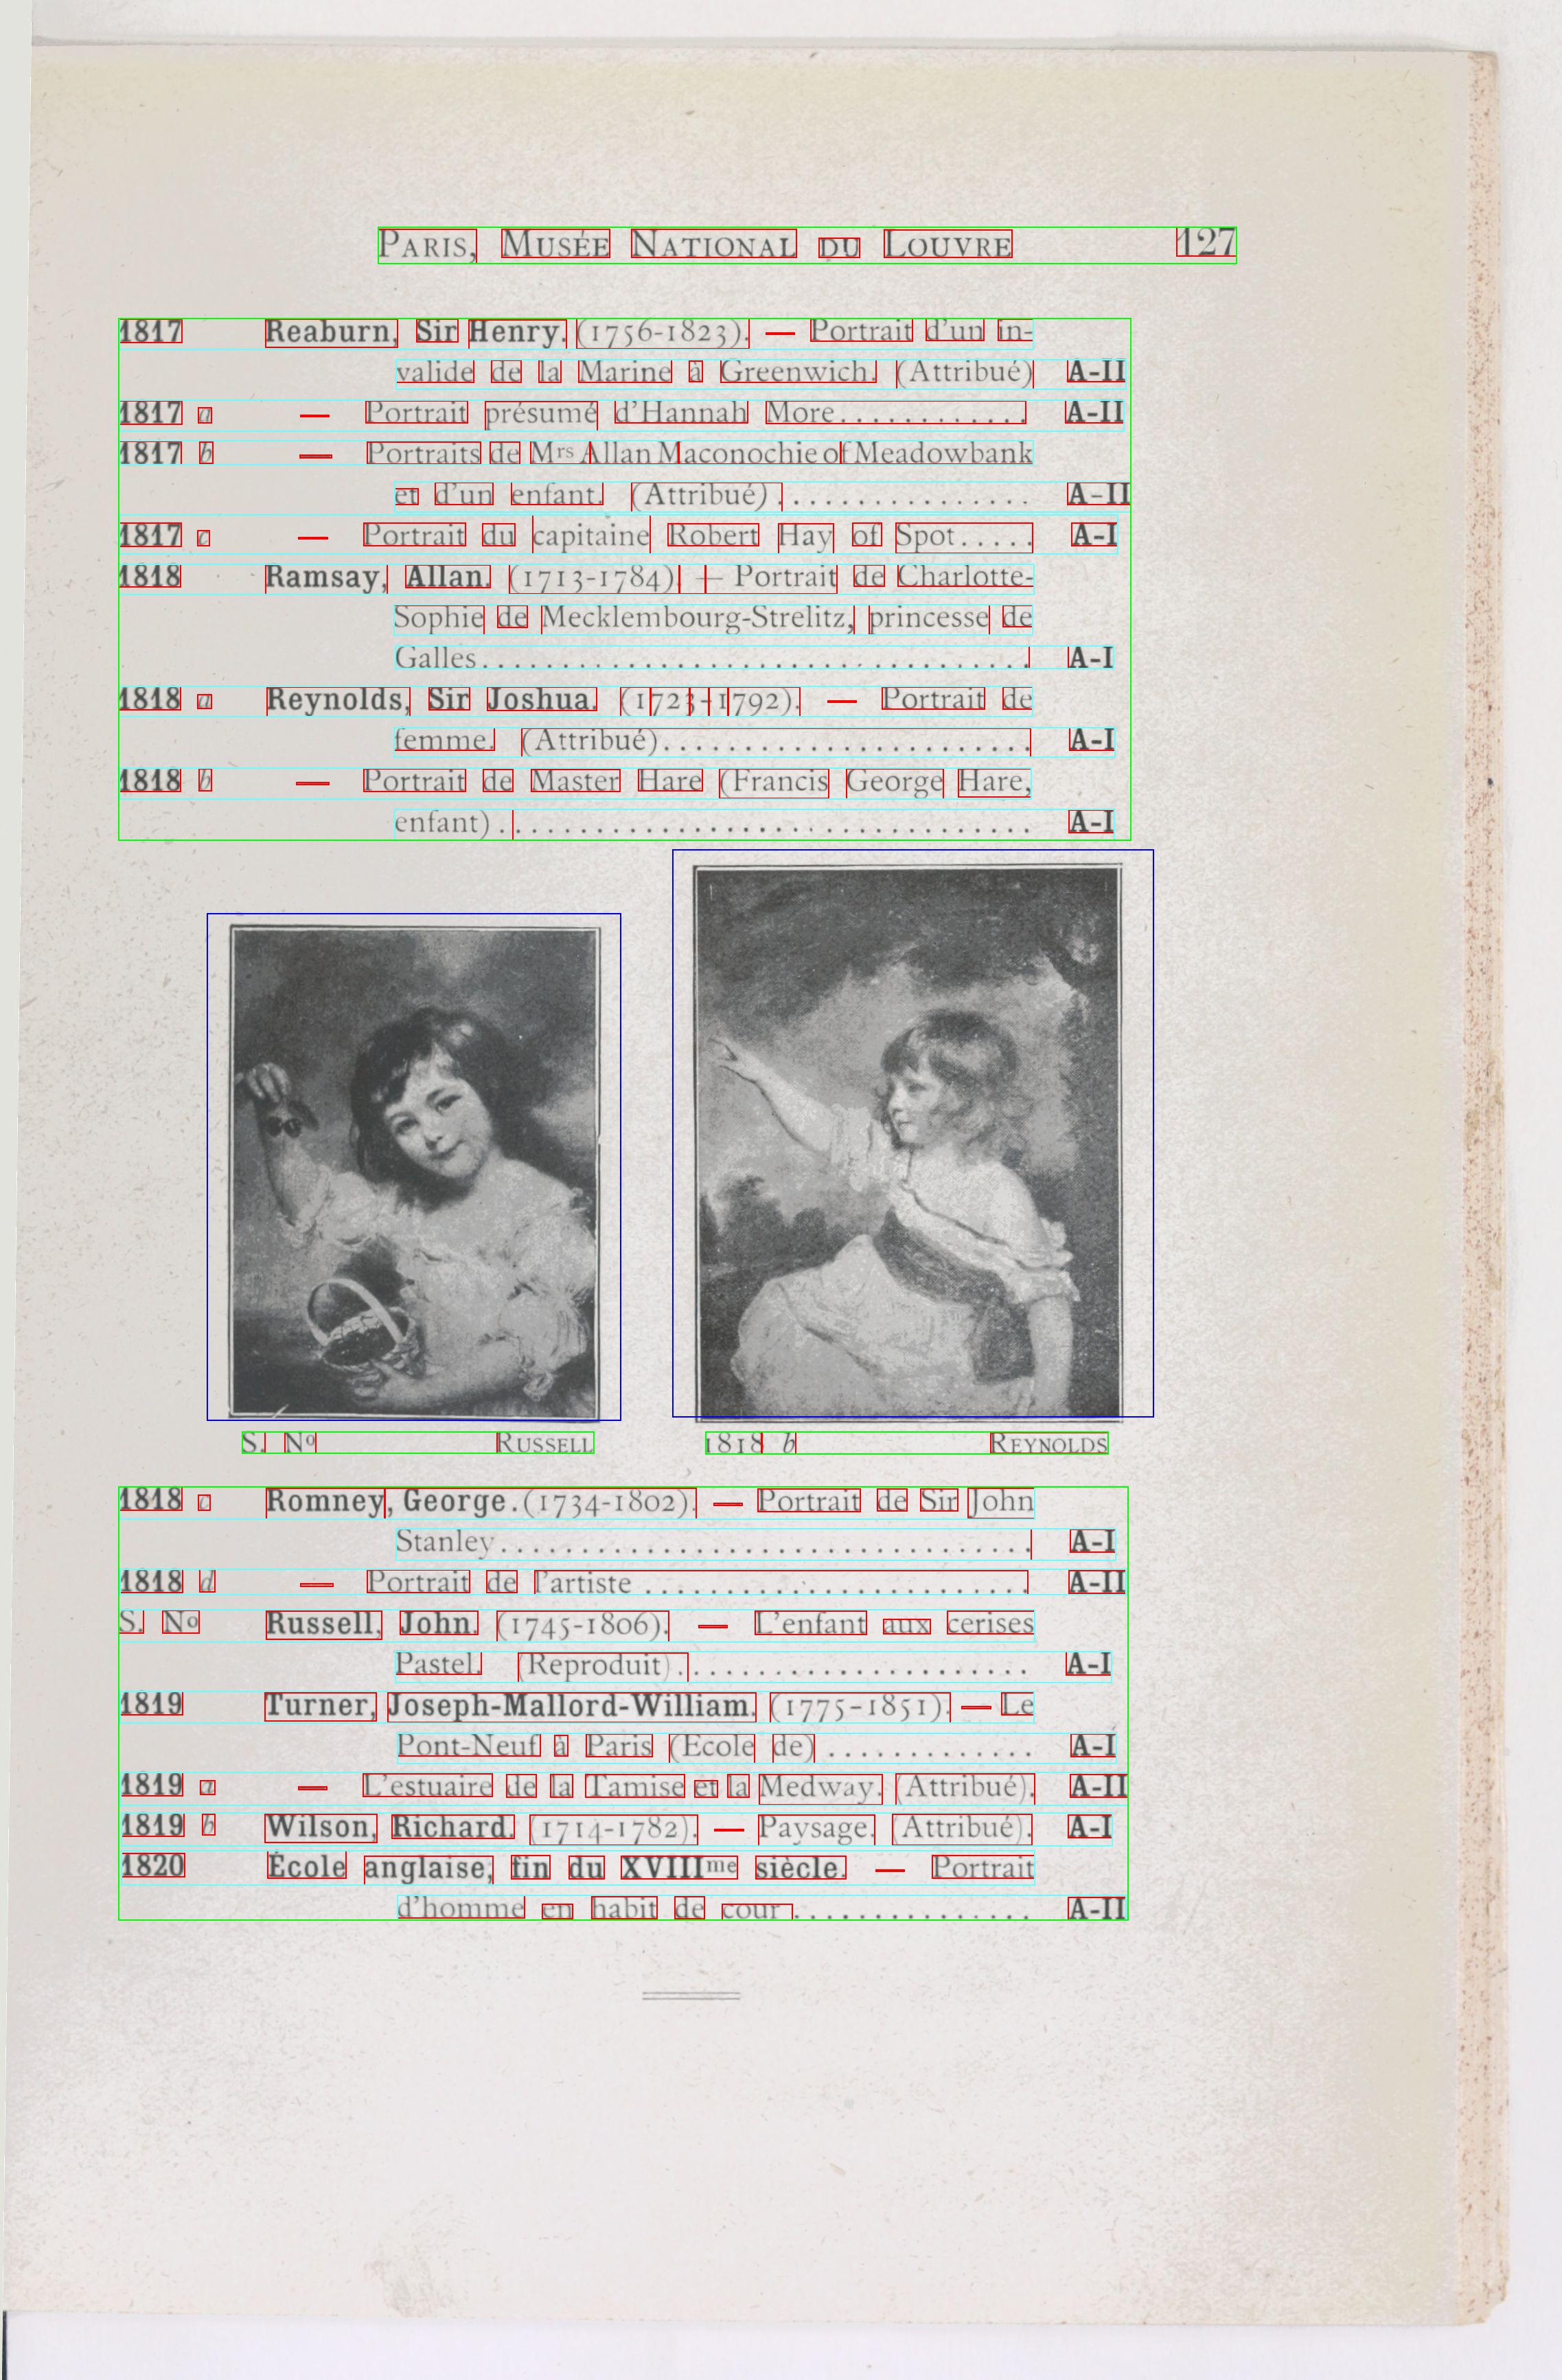 PARIS, MUSÉE NATIONAL DU LOUVRE 127
1817 Reaburn, Sir Henry. (1756-1823). — Portrait d'un in-
valide de la Marine à Greenwich. (Attribué) A-II
1817 a — Portrait présumé d'Hannah More............ A-II
1817 b — Portraits de Mrs Allan Maconochie of Meadowbank
et d'un enfant. (Attribué) ................ A-II
1817 c — Portrait du capitaine Robert Hay of Spot..... A-I
1818 Ramsay, Allan. (1713-1784). — Portrait de Charlotte-
Sophie de Mecklembourg-Strelitz, princesse de
Galles.................................. A-I
1818 a Reynolds, Sir Joshua. (1723-1792). — Portrait de
femme. (Attribué)....................... A-I
1818 b — Portrait de Master Hare (Francis George Hare,
enfant) ................................. A-I
S. No RUSSELL
1818 b REYNOLDS
1818 c Romney, George. (1734-1802). — Portrait de Sir John
Stanley................................. A-I
1818 d — Portrait de l'artiste ........................ A-II
S. No Russell, John. (1745-1806). — L'enfant aux cerises
Pastel. (Reproduit) ...................... A-I
1819 Turner, Joseph-Mallord-William. (1775-1851). — Le
Pont-Neuf à Paris (Ecole de) ............. A-I
1819 a — L'estuaire de la Tamise et la Medway. (Attribué). A-II
1819 b Wilson, Richard. (1714-1782). — Paysage. (Attribué). A-I
1820 École anglaise, fin du XVIIIme siècle. — Portrait
d'homme en habit de cour ............... A-II